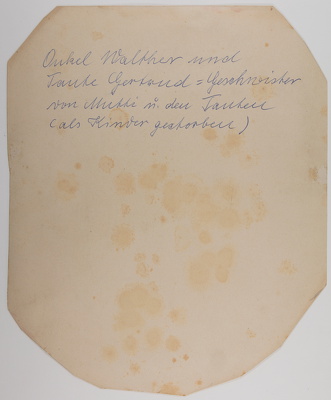 Onkel Walther und
Tante Gertrud = Geschwister
von Mutti u. den Tanten
(als Kinder gestorben)